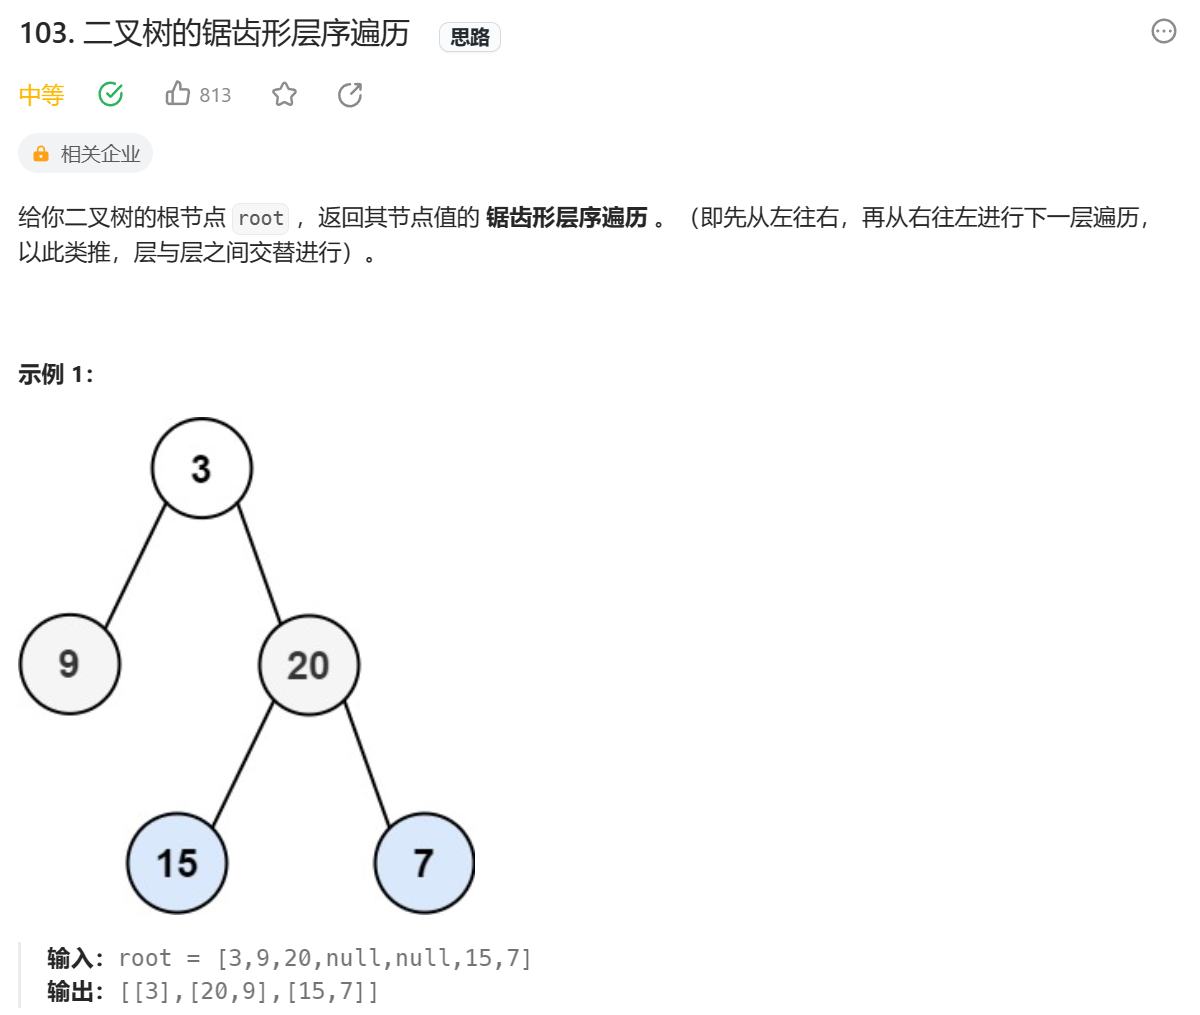 103. 二叉树的锯齿形层序遍历 思路
中等 813
相关企业
给你二叉树的根节点 root ，返回其节点值的 锯齿形层序遍历 。（即先从左往右，再从右往左进行下一层遍历，
以此类推，层与层之间交替进行）。
示例 1：
3
9 20
15 7
输入：root = [3,9,20,null,null,15,7]
输出：[[3],[20,9],[15,7]]